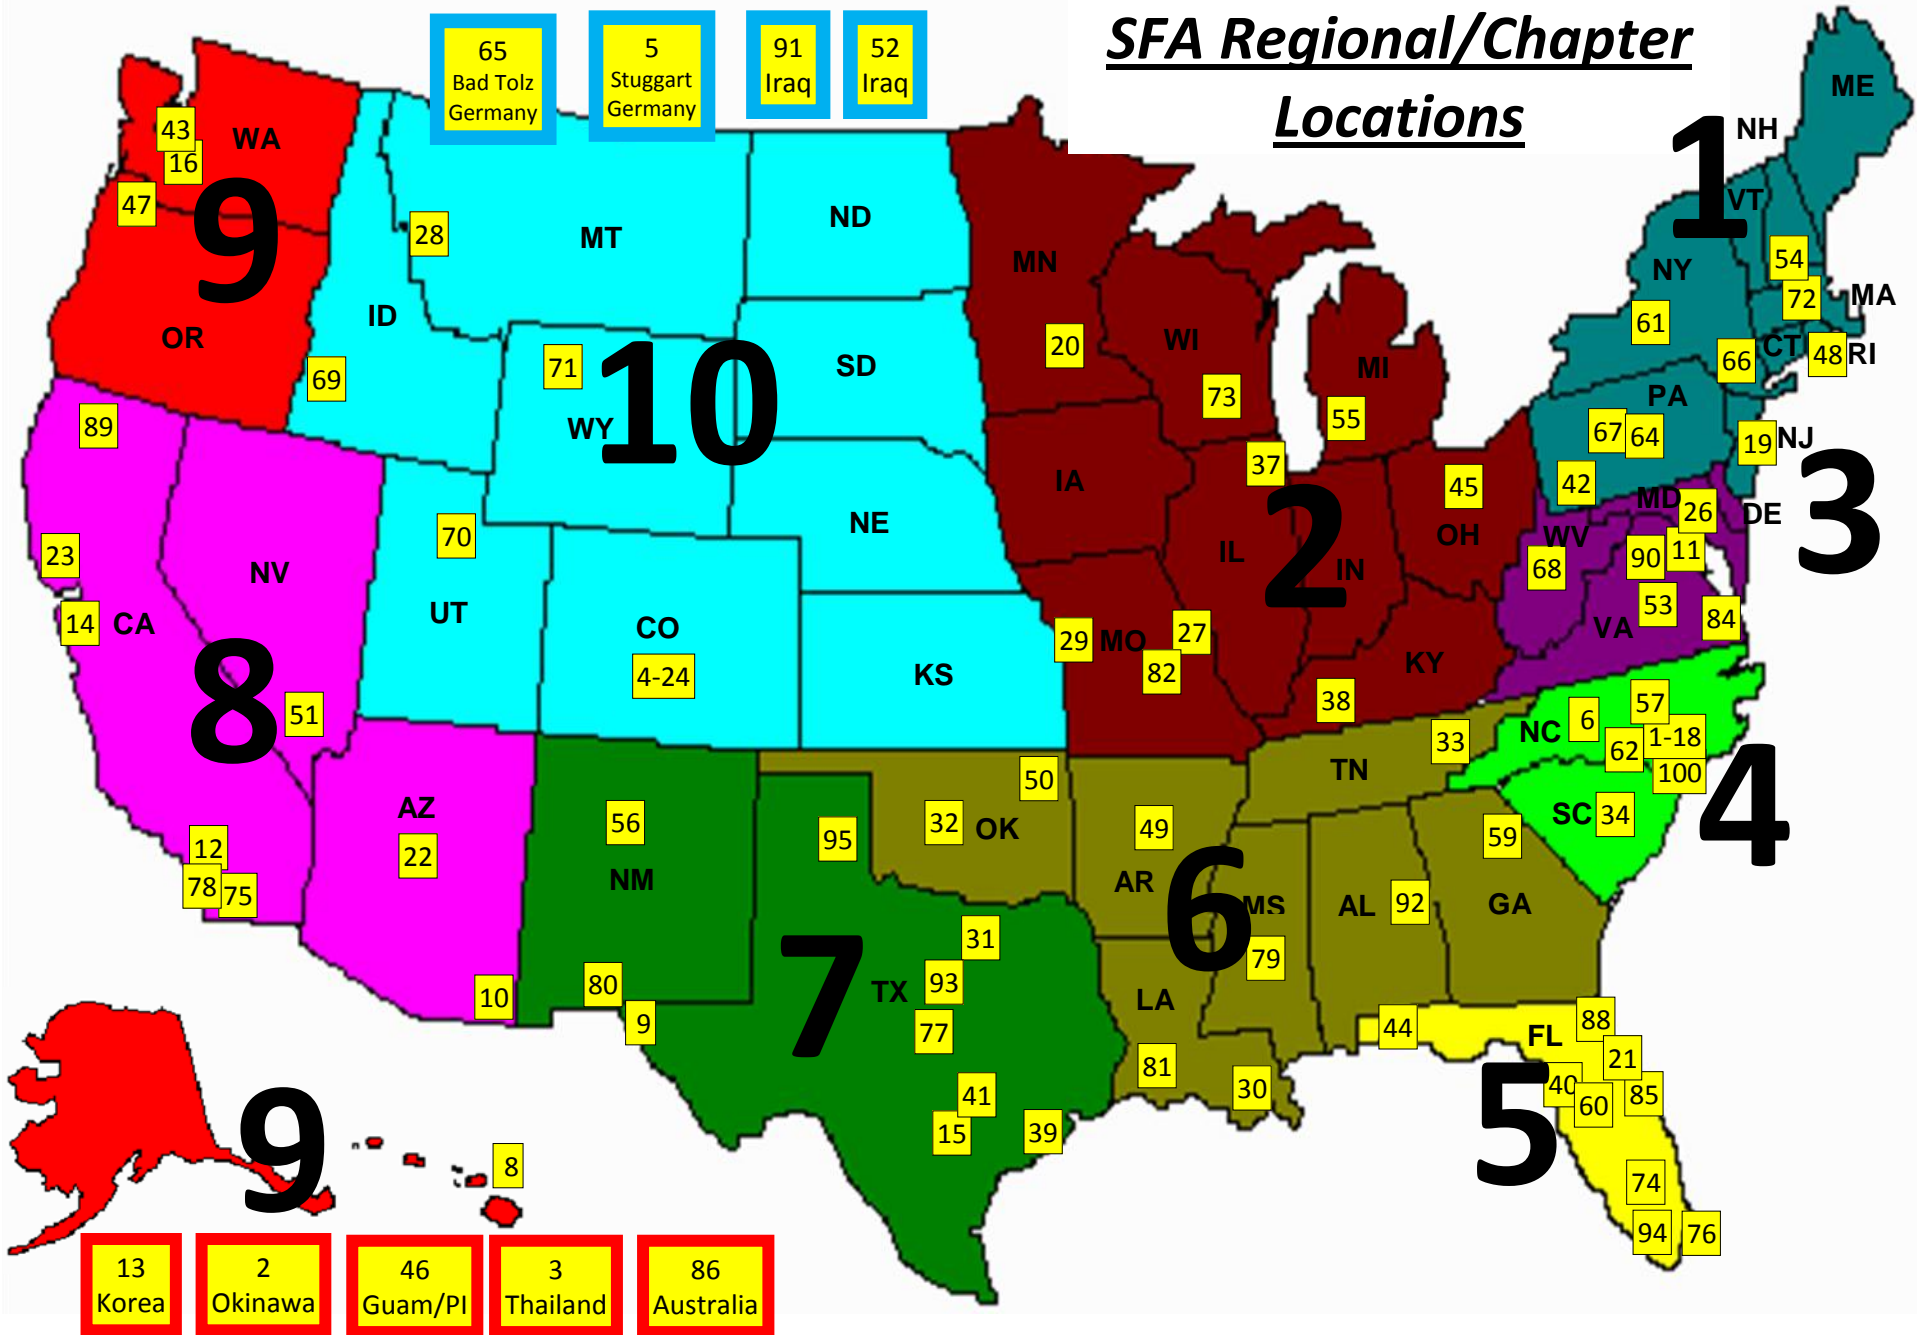 SFA Regional/Chapter
Locations
65
Bad Tolz
Germany
5
Stuggart
Germany
91
Iraq
52
Iraq
ME
NH
1
VT
43
WA
16
47
9
28
MT
ND
MN
NY
54
72
MA
61
ID
OR
20
WI
CT
48
RI
66
69
71
10
SD
MI
73
55
PA
89
WY
67
64
19
NJ
37
IA
45
42
MD
26
DE
3
70
NE
2
OH
WV
23
NV
IL
IN
68
90
11
53
84
VA
14
CA
UT
CO
29
MO
27
82
KY
4-24
KS
8
51
38
57
6
NC
1-18
62
33
TN
100
4
50
AZ
56
95
32
OK
49
59
SC
34
12
22
78
75
NM
AR
6
MS
AL
92
GA
31
79
7
TX
93
LA
10
80
9
77
44
FL
88
21
81
30
40
60
85
5
41
15
39
9
8
74
94
76
13
Korea
2
Okinawa
46
Guam/PI
3
Thailand
86
Australia